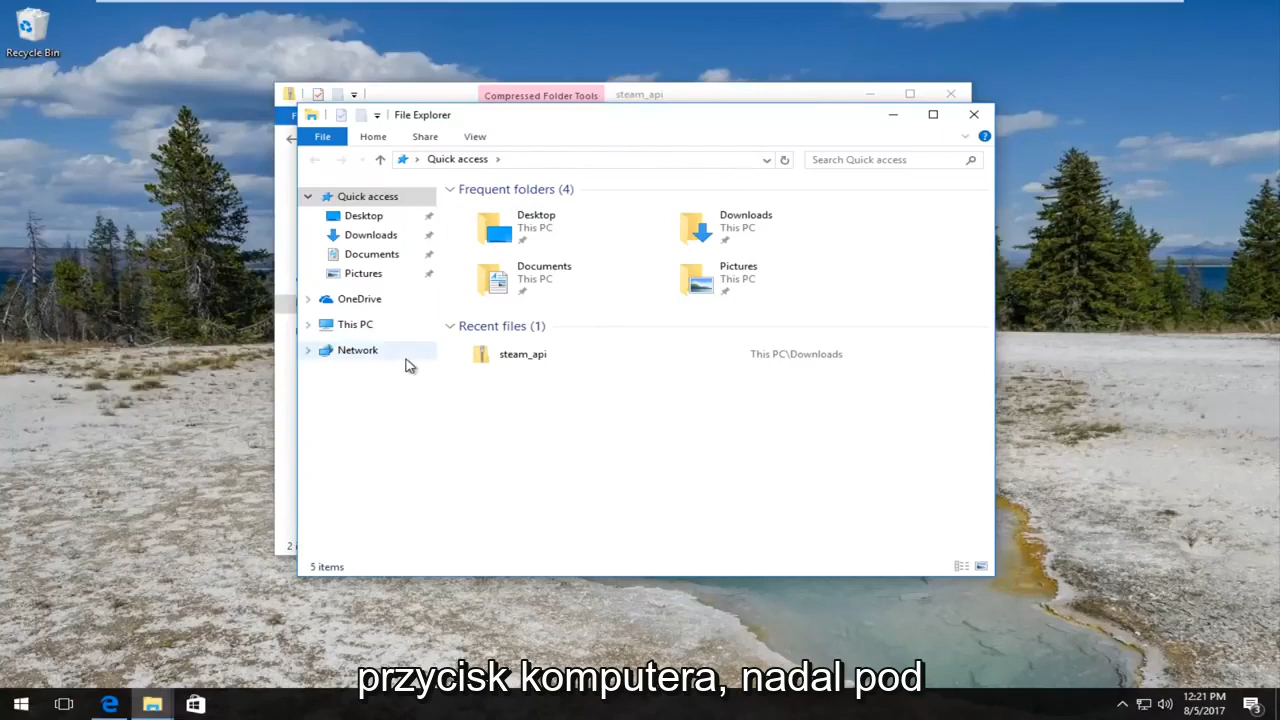 Recycle Bin
Compressed Folder Tools
steam_api
File Explorer
File
Home
Share
View
Quick access
Search Quick access
Quick access
Desktop
Downloads
Documents
Pictures
OneDrive
This PC
Network
Frequent folders (4)
Desktop
This PC
Downloads
This PC
Documents
This PC
Pictures
This PC
Recent files (1)
steam_api
This PC\Downloads
5 items
przycisk komputera, nadal pod
12:21 PM
8/5/2017
3